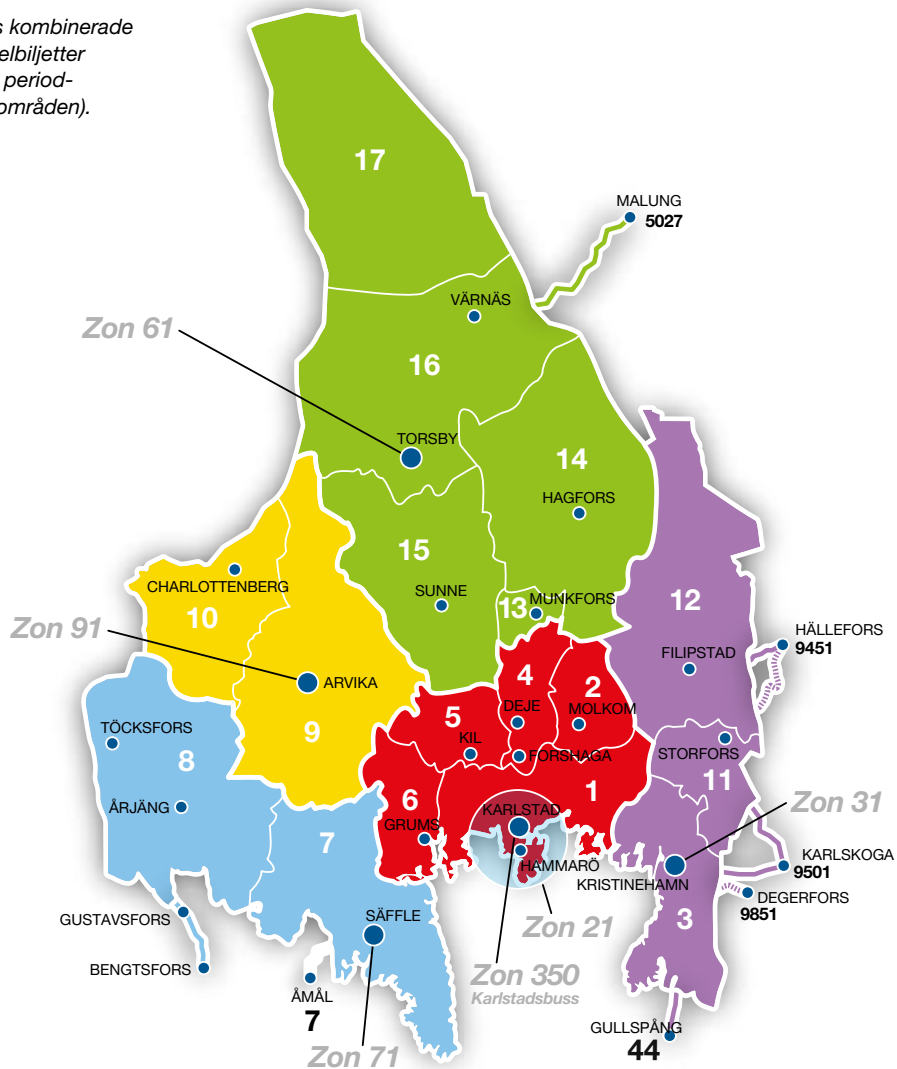 s kombinerade
elbiljetter
period-
områden).
17
MALUNG
5027
VÄRNÄS
Zon 61
16
TORSBY
14
HAGFORS
15
CHARLOTTENBERG
SUNNE
13
MUNKFORS
12
10
Zon 91
HÄLLEFORS
9451
FILIPSTAD
ARVIKA
4
2
DEJE
MOLKOM
5
TÖCKSFORS
9
KIL
FORSHAGA
STORFORS
8
11
6
1
Zon 31
ÅRJÄNG
KARLSTAD
GRUMS
7
HAMMARÖ
KARLSKOGA
9501
KRISTINEHAMN
DEGERFORS
9851
GUSTAVSFORS
SÄFFLE
Zon 21
3
BENGTSFORS
Zon 350
Karlstadsbuss
ÅMÅL
7
GULLSPÅNG
44
Zon 71